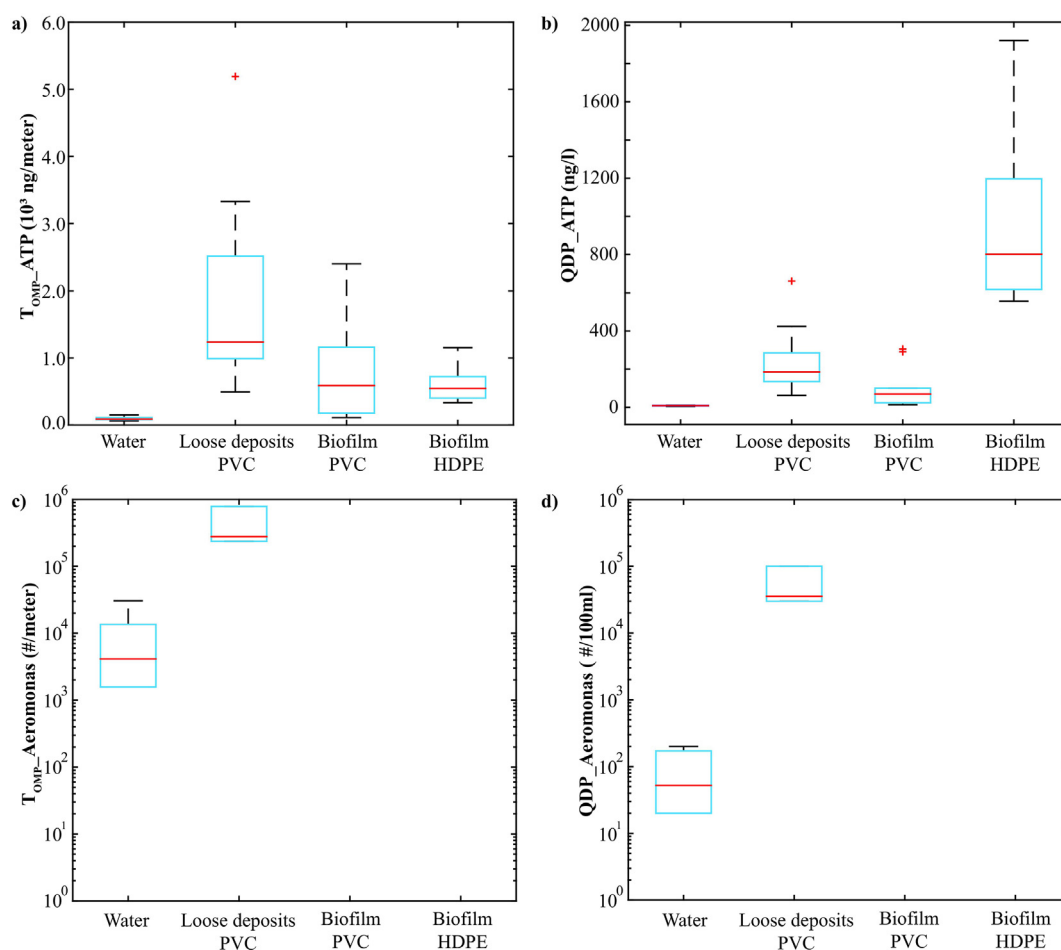 a)
T_OMP_ATP (10³ ng/meter)
6.0
5.0
4.0
3.0
2.0
1.0
0.0
Water
Loose deposits
PVC
Biofilm
PVC
Biofilm
HDPE
b)
QDP_ATP (ng/l)
2000
1600
1200
800
400
0
Water
Loose deposits
PVC
Biofilm
PVC
Biofilm
HDPE
c)
T_OMP_Aeromonas (#/meter)
10⁶
10⁵
10⁴
10³
10²
10¹
10⁰
Water
Loose deposits
PVC
Biofilm
PVC
Biofilm
HDPE
d)
QDP_Aeromonas ( #/100ml)
10⁶
10⁵
10⁴
10³
10²
10¹
10⁰
Water
Loose deposits
PVC
Biofilm
PVC
Biofilm
HDPE